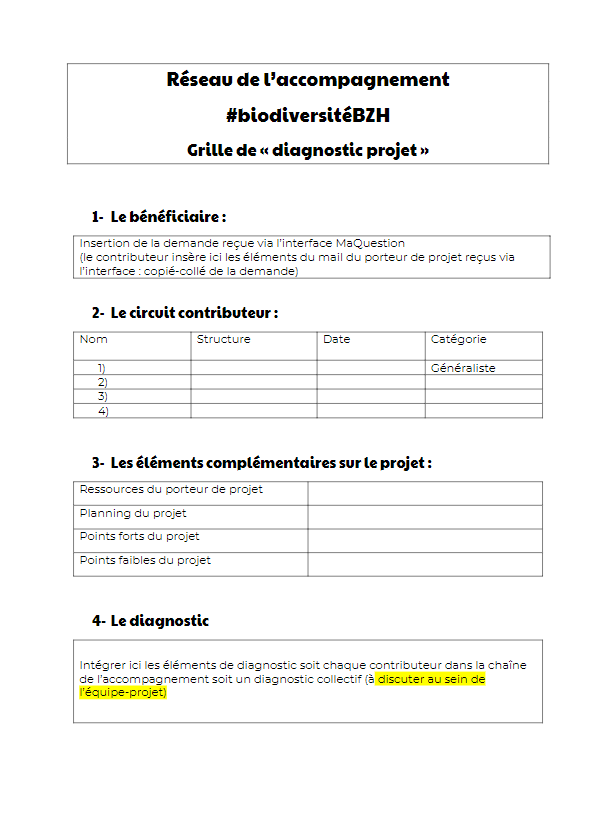 Réseau de l'accompagnement
#biodiversitéBZH
Grille de « diagnostic projet »
1- Le bénéficiaire :
Insertion de la demande reçue via l'interface MaQuestion
(le contributeur insère ici les éléments du mail du porteur de projet reçus via
l'interface : copié-collé de la demande)
2- Le circuit contributeur :
Nom Structure Date Catégorie
1) Généraliste
2)
3)
4)
3- Les éléments complémentaires sur le projet :
Ressources du porteur de projet
Planning du projet
Points forts du projet
Points faibles du projet
4- Le diagnostic
Intégrer ici les éléments de diagnostic soit chaque contributeur dans la chaîne
de l'accompagnement soit un diagnostic collectif (à discuter au sein de
l'équipe-projet)